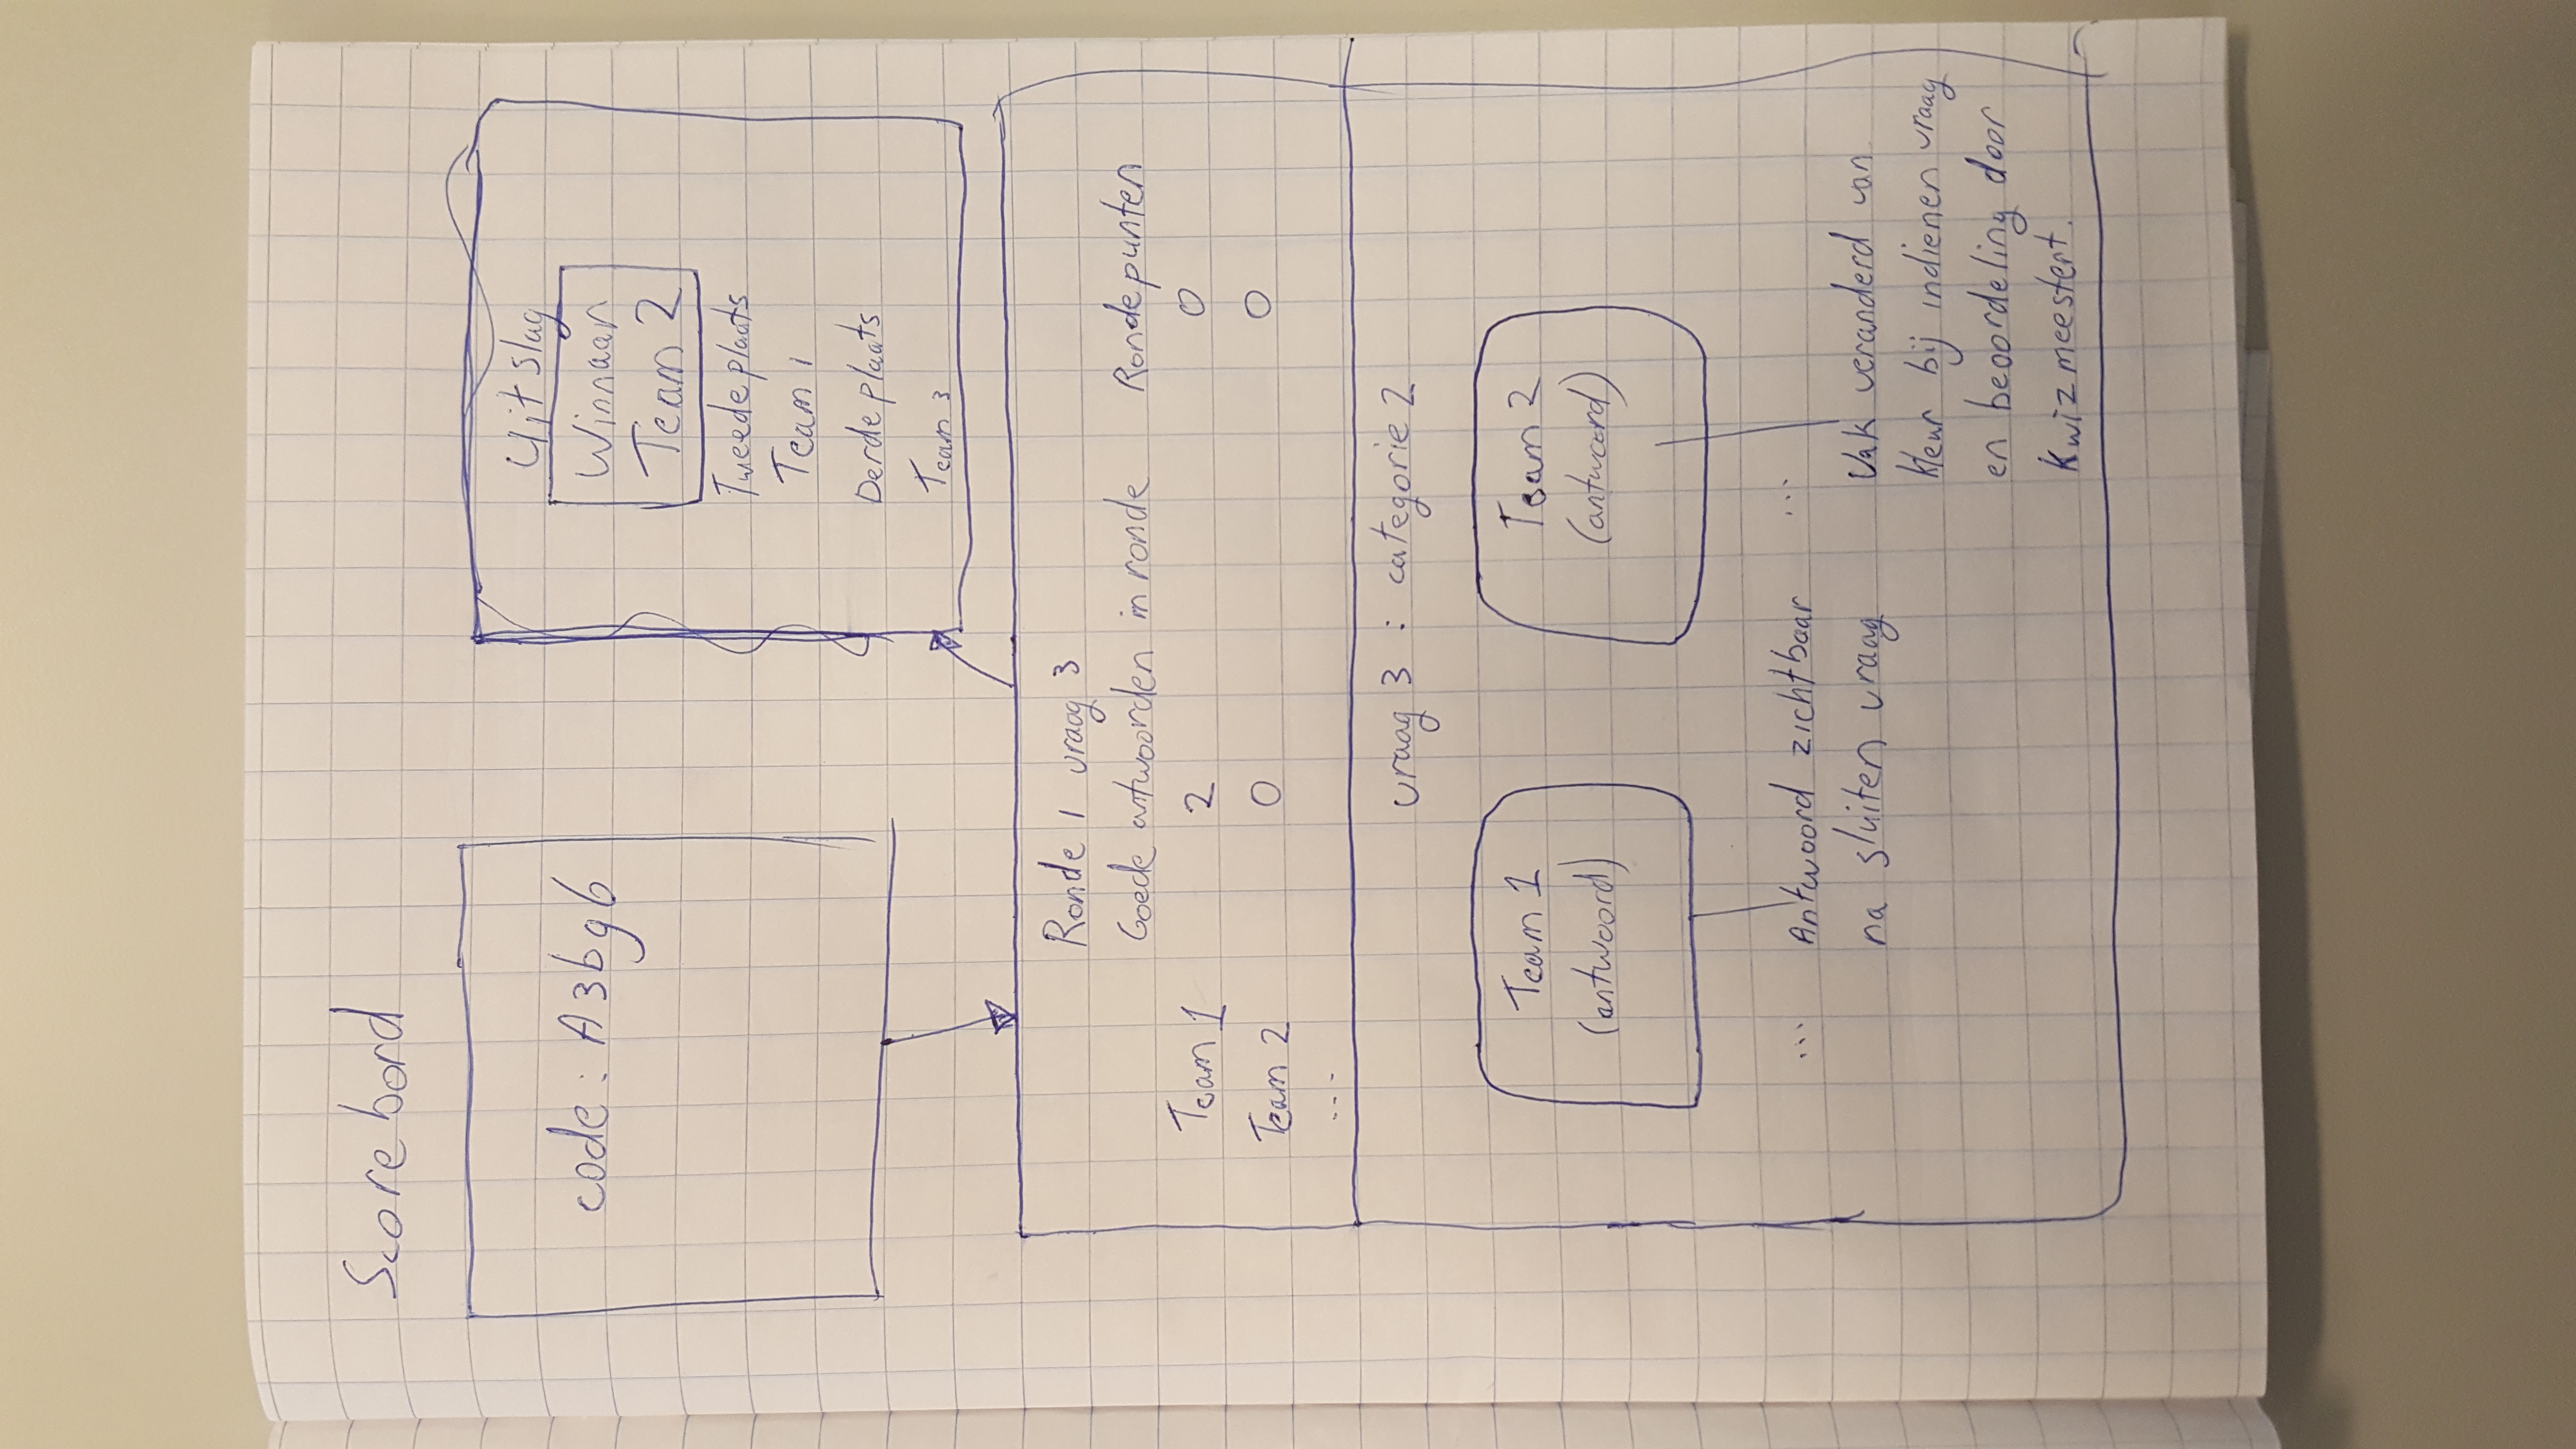 Scorebord
code: A3bg6
Uitslag
Winnaar
Team 2
Tweede plaats
Team 1
Derde plaats
Team 3
Ronde 1 vraag 3
Goede antwoorden in ronde Rondepunten
Team 1 2 0
Team 2 0 0
...
vraag 3 : categorie 2
Team 1
(antwoord)
Team 2
(antwoord)
... Antwoord zichtbaar ...
na sluiten vraag
Vak veranderd van
kleur bij indienen vraag
en beoordeling door
Kwizmeestert.